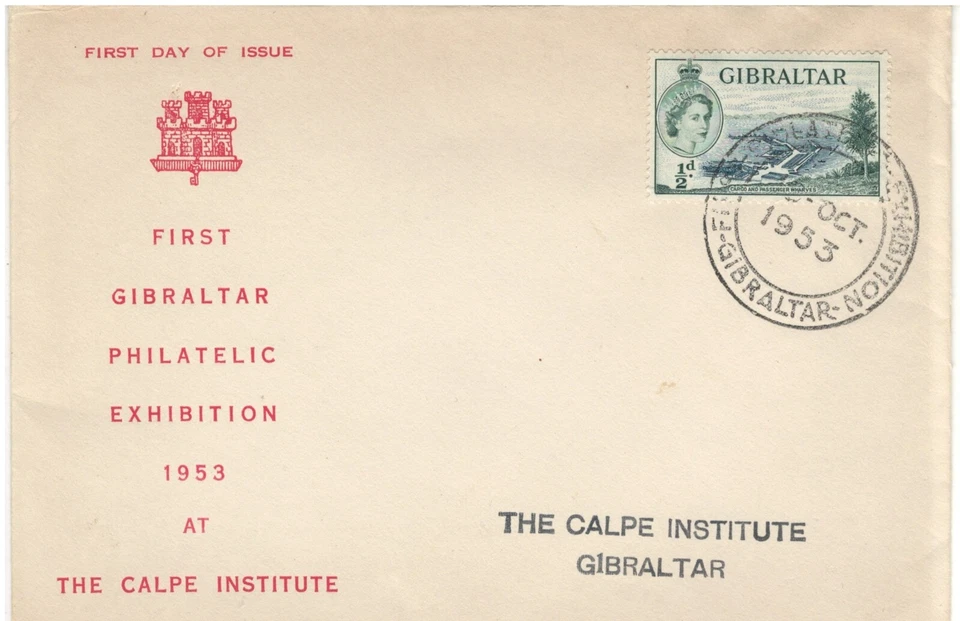 FIRST DAY OF ISSUE
FIRST
GIBRALTAR
PHILATELIC
EXHIBITION
1953
AT
THE CALPE INSTITUTE
GIBRALTAR
1/2d.
CARGO AND PASSENGER WHARVES
EXHIBITION
-GIBRALTAR-
OCT.
1953
THE CALPE INSTITUTE
GIBRALTAR